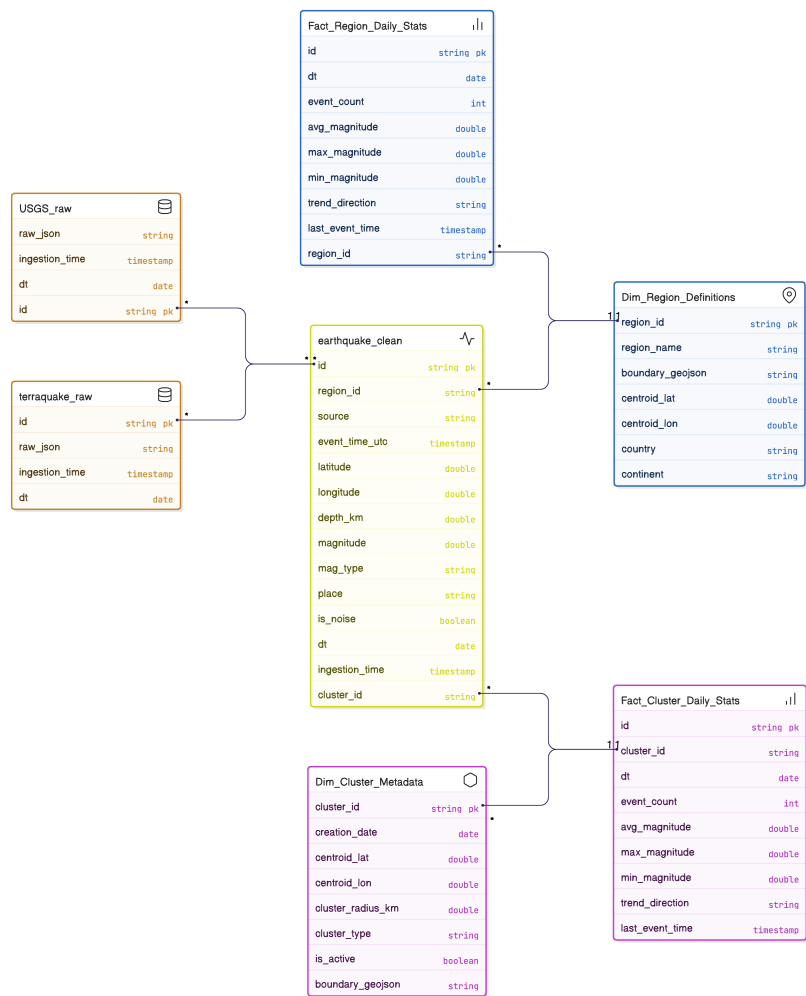 Fact_Region_Daily_Stats
id string pk
dt date
event_count int
avg_magnitude double
max_magnitude double
min_magnitude double
trend_direction string
last_event_time timestamp
region_id string
*
USGS_raw
raw_json string
ingestion_time timestamp
dt date
id string pk
*
terraquake_raw
id string pk
*
raw_json string
ingestion_time timestamp
dt date
earthquake_clean
* *
id string pk
region_id string
*
source string
event_time_utc timestamp
latitude double
longitude double
depth_km double
magnitude double
mag_type string
place string
is_noise boolean
dt date
ingestion_time timestamp
cluster_id string
*
Dim_Region_Definitions
1 1
region_id string pk
region_name string
boundary_geojson string
centroid_lat double
centroid_lon double
country string
continent string
Dim_Cluster_Metadata
cluster_id string pk
*
creation_date date
centroid_lat double
centroid_lon double
cluster_radius_km double
cluster_type string
is_active boolean
boundary_geojson string
Fact_Cluster_Daily_Stats
id string pk
1 1
cluster_id string
dt date
event_count int
avg_magnitude double
max_magnitude double
min_magnitude double
trend_direction string
last_event_time timestamp